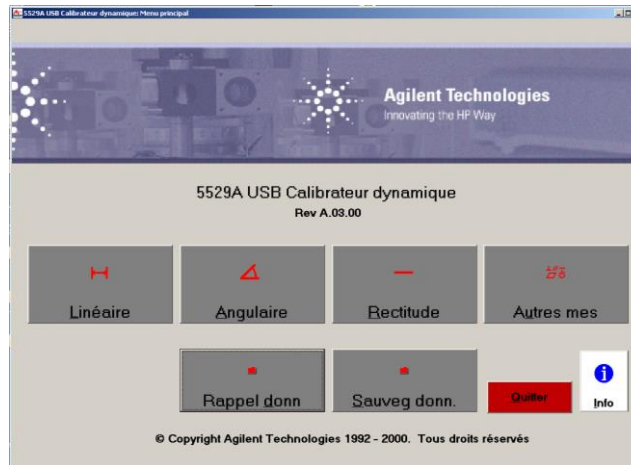 5529A USB Calibrateur dynamique: Menu principal
Agilent Technologies
Innovating the HP Way
5529A USB Calibrateur dynamique
Rev A.03.00
Linéaire
Angulaire
Rectitude
Autres mes
Rappel donn
Sauveg donn.
Quitter
Info
© Copyright Agilent Technologies 1992 - 2000. Tous droits réservés